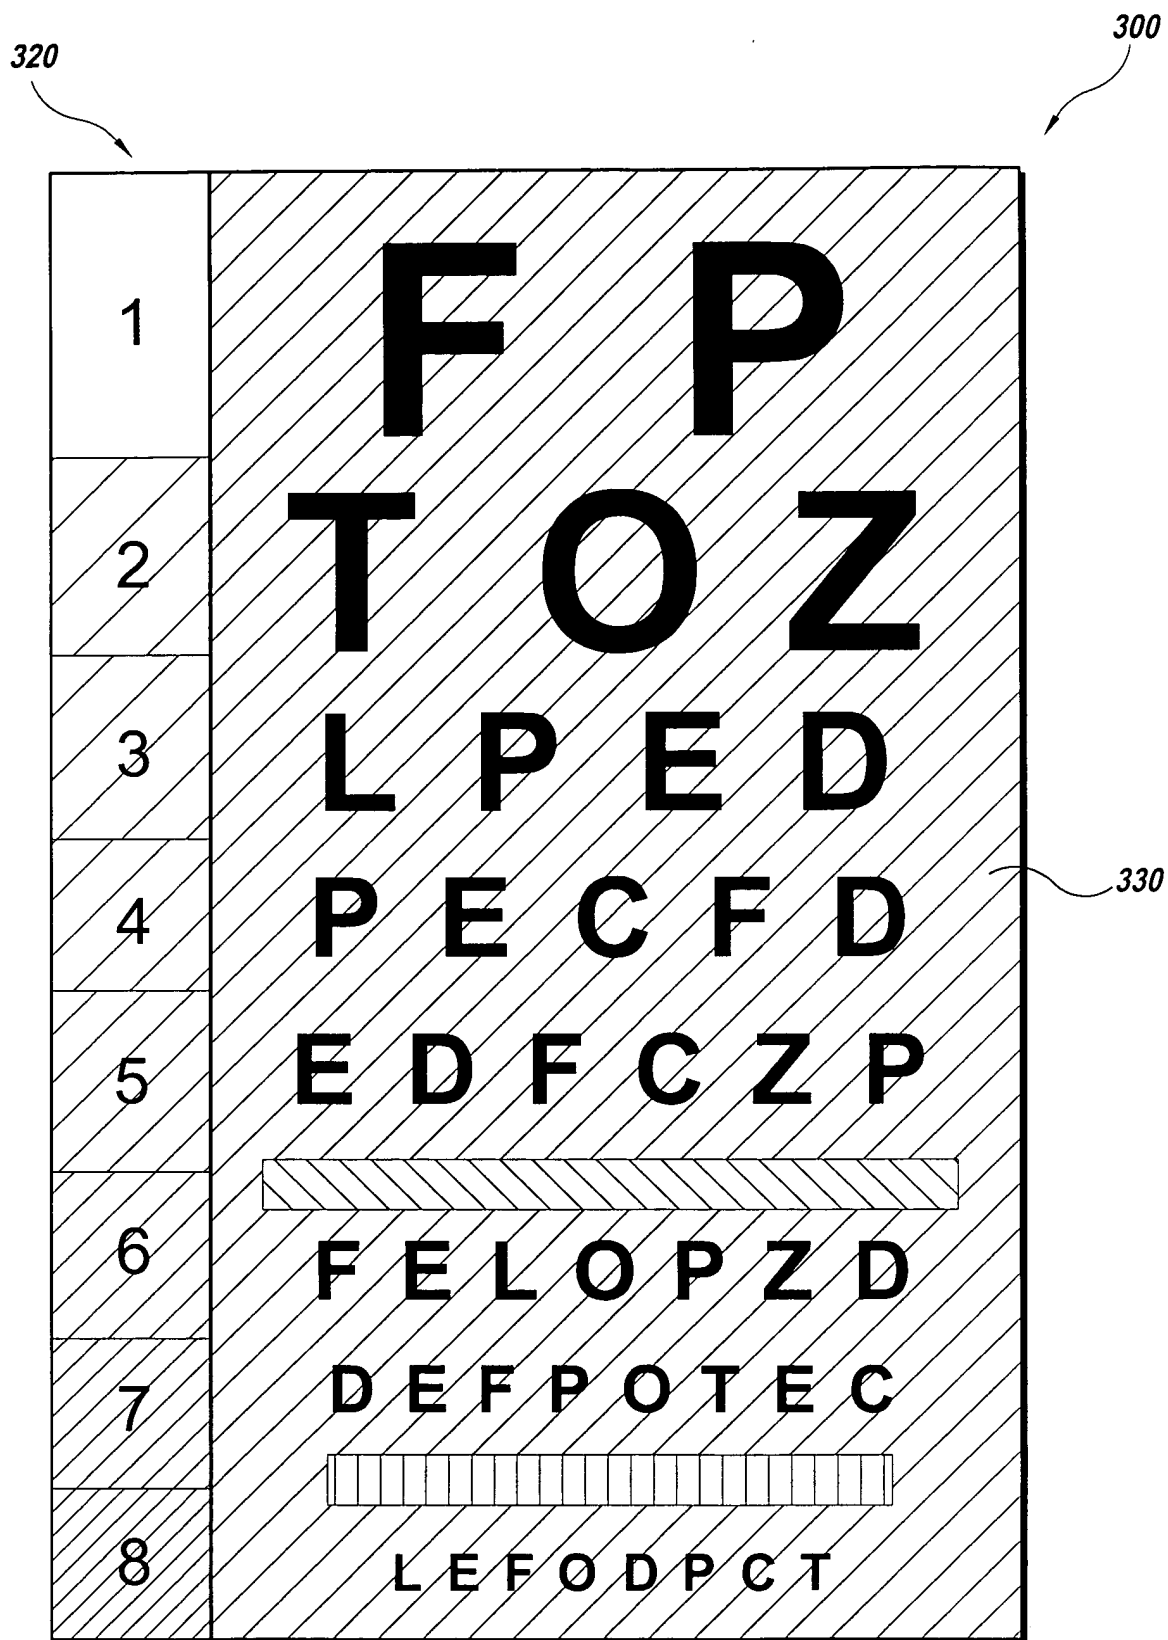 300
320
1 F P
2 T O Z
3 L P E D
4 P E C F D
330
5 E D F C Z P
6 F E L O P Z D
7 D E F P O T E C
8 L E F O D P C T